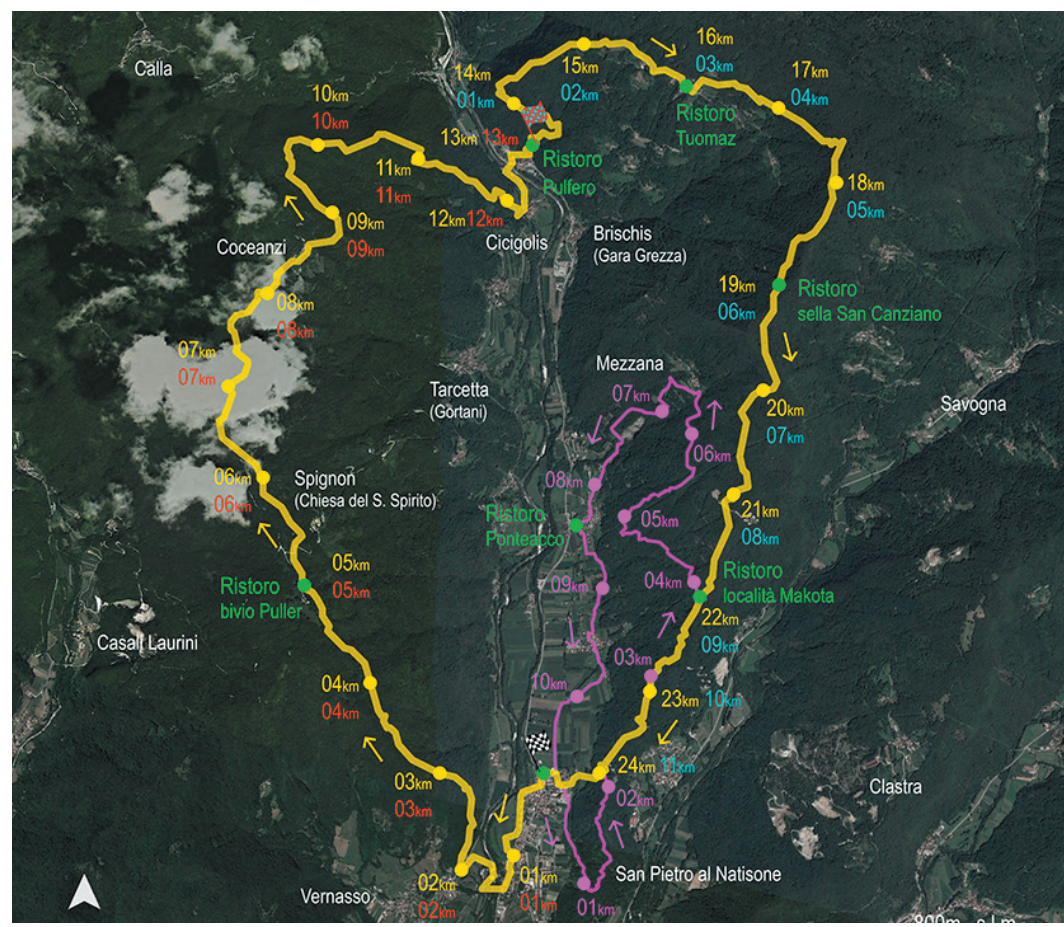 16km
03km
14km
01km
15km
02km
17km
04km
Calla
10km
10km
Ristoro
Tuomaz
13km 13km
Ristoro
Pulfero
11km
11km
18km
05km
12km 12km
09km
09km
Cicigolis
Brischis
(Gara Grezza)
Coceanzi
19km
06km
Ristoro
sella San Canziano
08km
08km
07km
07km
Mezzana
07km
Tarcetta
(Gortani)
20km
07km
Savogna
06km
06km
06km
Spignon
(Chiesa del S. Spirito)
08km
21km
08km
Ristoro
Ponteacco
05km
05km
05km
Ristoro
bivio Puller
09km
04km
Ristoro
località Makota
22km
09km
Casali Laurini
03km
04km
04km
10km
23km 10km
24km 11km
03km
03km
02km
Clastra
02km
02km
01km
01km
San Pietro al Natisone
01km
Vernasso